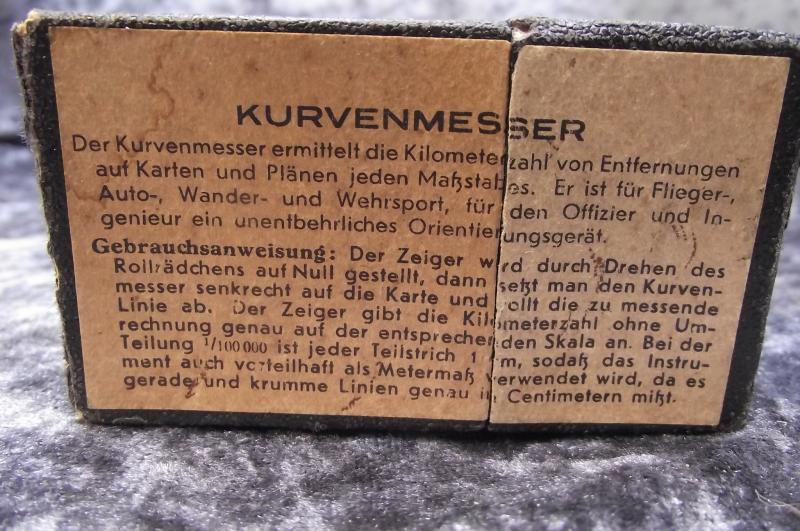 KURVENMESSER
Der Kurvenmesser ermittelt die Kilometerzahl von Entfernungen
auf Karten und Plänen jeden Maßstabes. Er ist für Flieger-,
Auto-, Wander- und Wehrsport, für den Offizier und In-
genieur ein unentbehrliches Orientierungsgerät.
Gebrauchsanweisung: Der Zeiger wird durch Drehen des
Rollrädchens auf Null gestellt, dann setzt man den Kurven-
messer senkrecht auf die Karte und rollt die zu messende
Linie ab. Der Zeiger gibt die Kilometerzahl ohne Um-
rechnung genau auf der entsprechenden Skala an. Bei der
Teilung 1/100 000 ist jeder Teilstrich 1 m, sodaß das Instru-
ment auch vorteilhaft als Metermaß verwendet wird, da es
gerade und krumme Linien genau in Centimetern mißt.